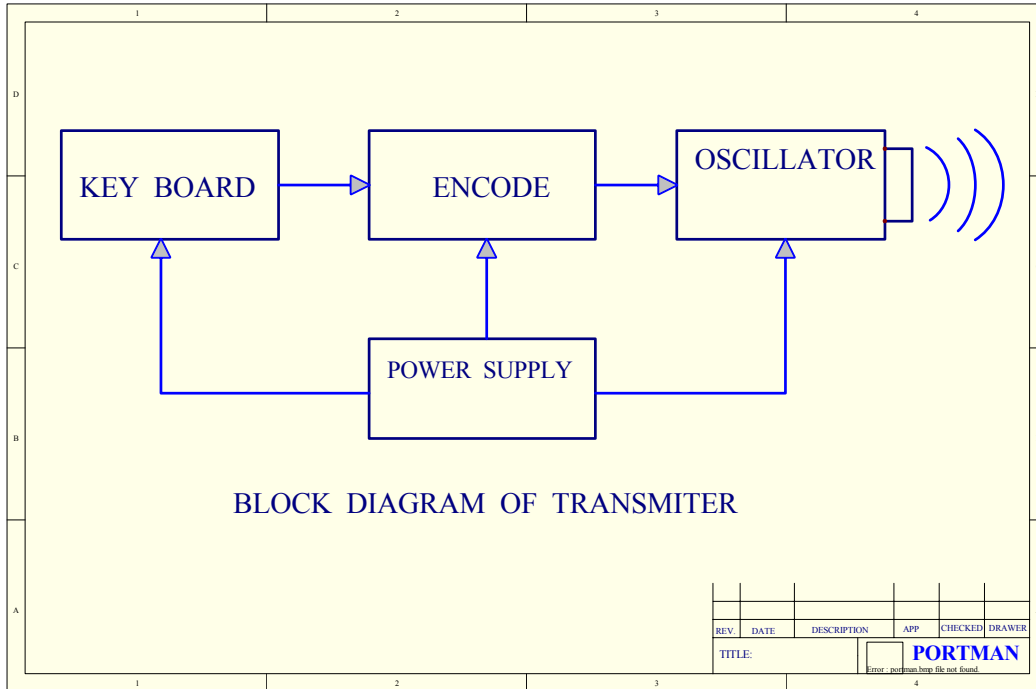 1 2 3 4
D
KEY BOARD ENCODE OSCILLATOR
C
POWER SUPPLY
B
BLOCK DIAGRAM OF TRANSMITER
A
REV. DATE DESCRIPTION APP CHECKED DRAWER
TITLE: PORTMAN
Error : portman.bmp file not found.
1 2 3 4